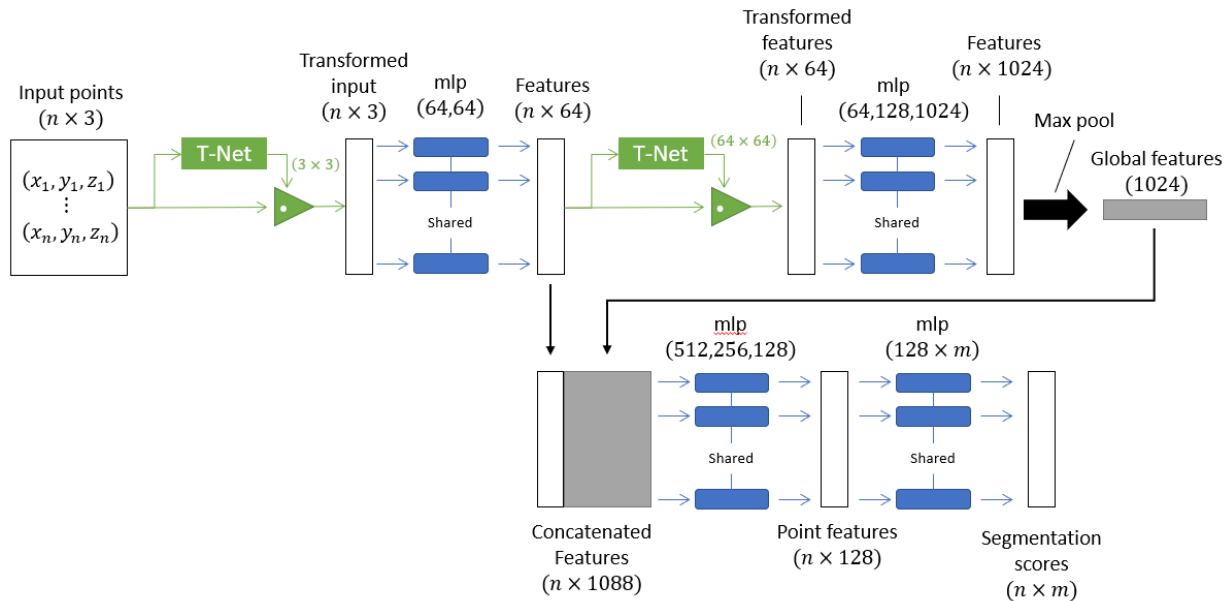 Input points
(n × 3)
(x₁, y₁, z₁)
⋮
(xₙ, yₙ, zₙ)
T-Net
(3 × 3)
Transformed
input
(n × 3)
mlp
(64,64)
Shared
Features
(n × 64)
T-Net
(64 × 64)
Transformed
features
(n × 64)
mlp
(64,128,1024)
Shared
Features
(n × 1024)
Max pool
Global features
(1024)
Concatenated
Features
(n × 1088)
mlp
(512,256,128)
Shared
Point features
(n × 128)
mlp
(128 × m)
Shared
Segmentation
scores
(n × m)